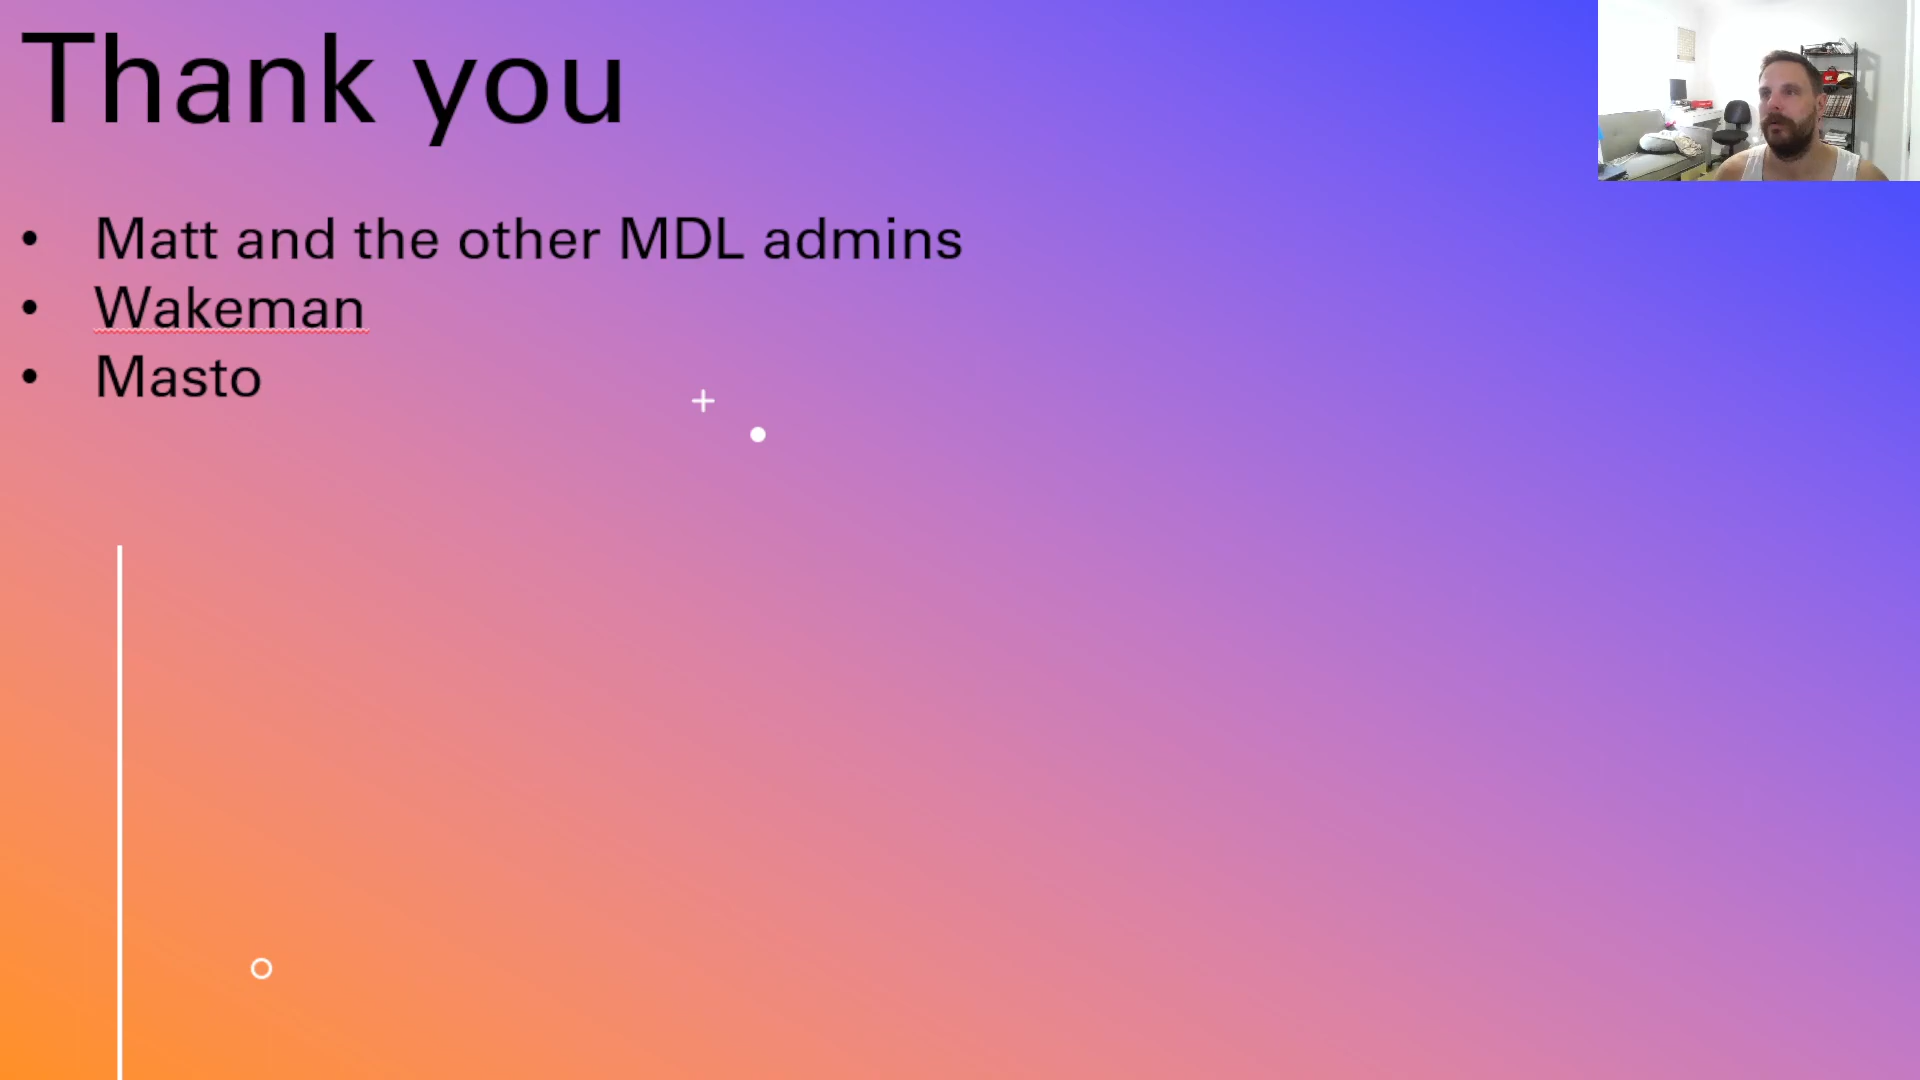 Thank you
• Matt and the other MDL admins
• Wakeman
• Masto